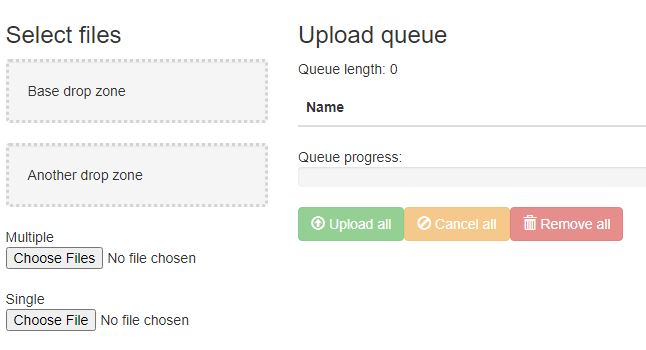 Select files
Base drop zone
Another drop zone
Multiple
Choose Files No file chosen
Single
Choose File No file chosen
Upload queue
Queue length: 0
Name
Queue progress:
Upload all Cancel all Remove all